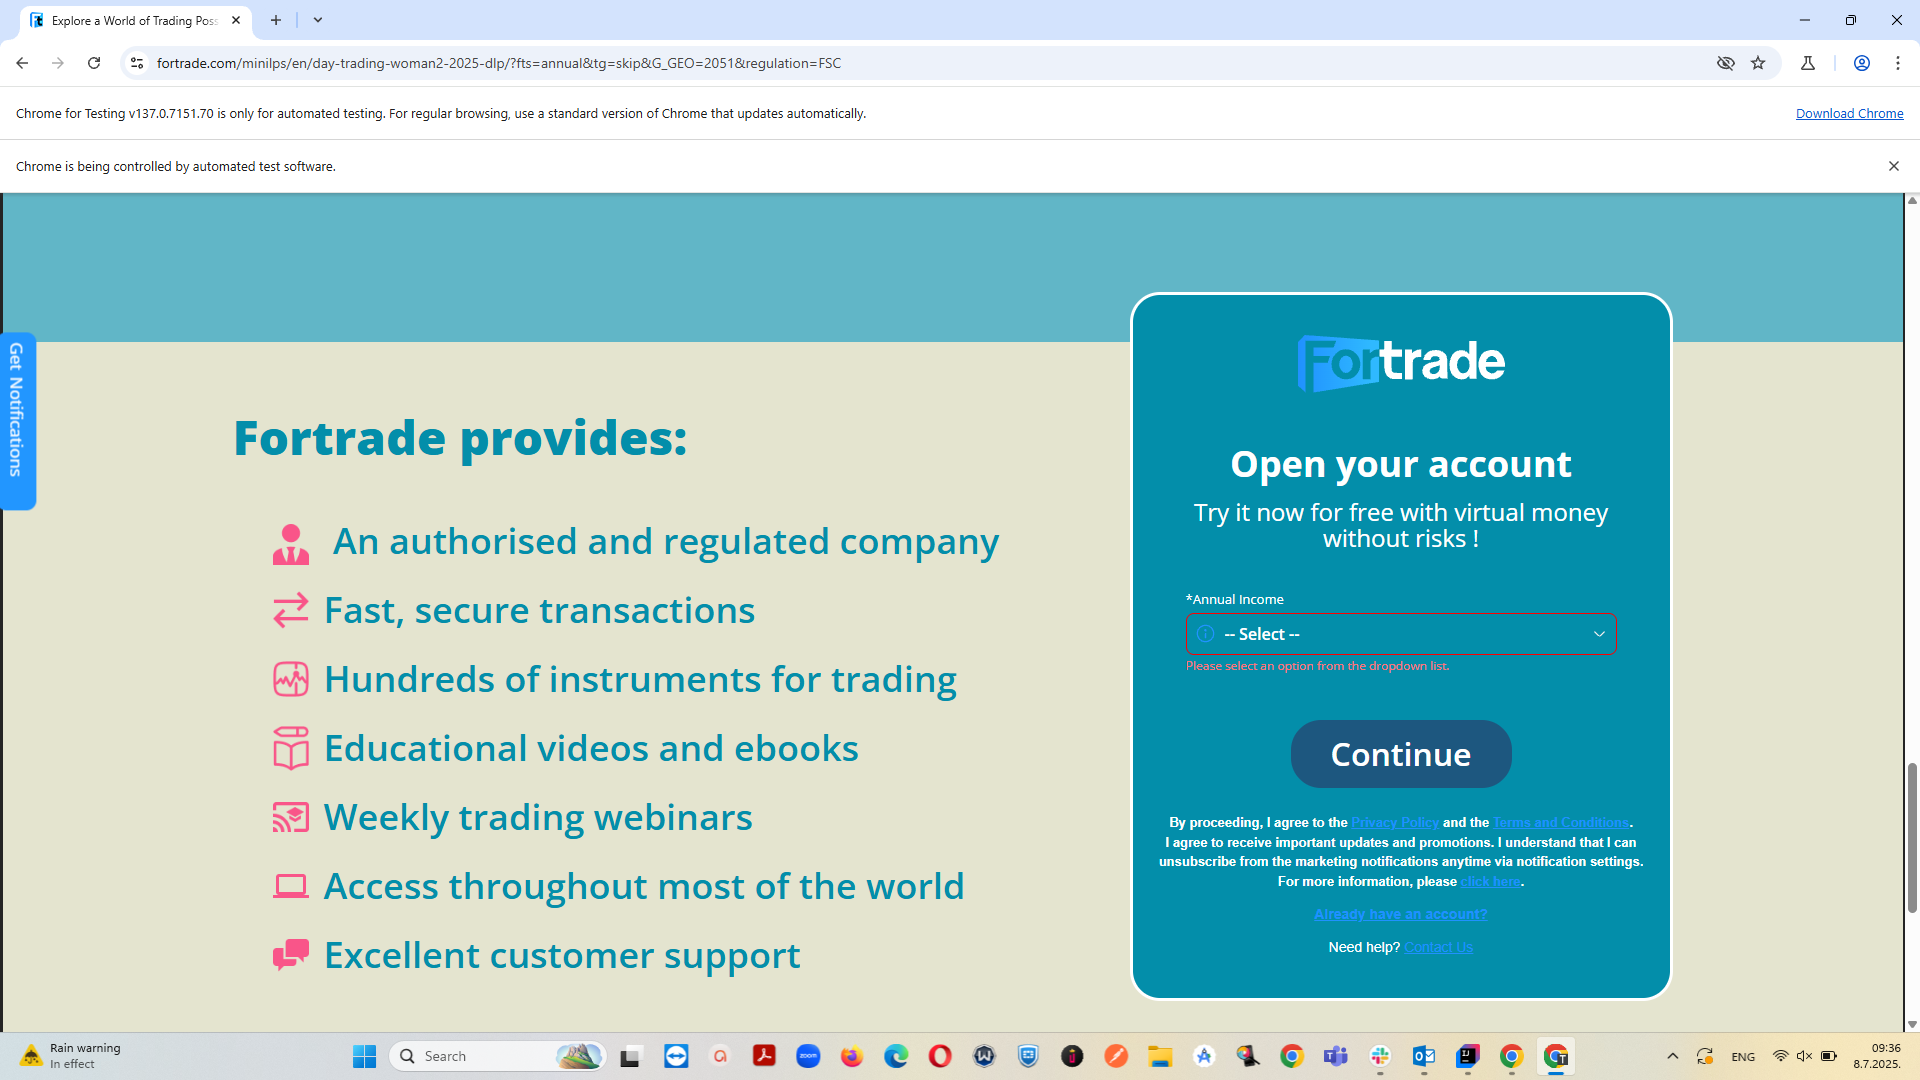 Explore a World of Trading Poss
fortrade.com/minilps/en/day-trading-woman2-2025-dlp/?fts=annual&tg=skip&G_GEO=2051&regulation=FSC
Chrome for Testing v137.0.7151.70 is only for automated testing. For regular browsing, use a standard version of Chrome that updates automatically.
Download Chrome
Chrome is being controlled by automated test software.
Get Notifications
Fortrade provides:
An authorised and regulated company
Fast, secure transactions
Hundreds of instruments for trading
Educational videos and ebooks
Weekly trading webinars
Access throughout most of the world
Excellent customer support
Fortrade
Open your account
Try it now for free with virtual money
without risks !
*Annual Income
-- Select --
Please select an option from the dropdown list.
Continue
By proceeding, I agree to the Privacy Policy and the Terms and Conditions.
I agree to receive important updates and promotions. I understand that I can
unsubscribe from the marketing notifications anytime via notification settings.
For more information, please click here.
Already have an account?
Need help? Contact Us
Rain warning
In effect
Search
zoom
ENG
09:36
8.7.2025.